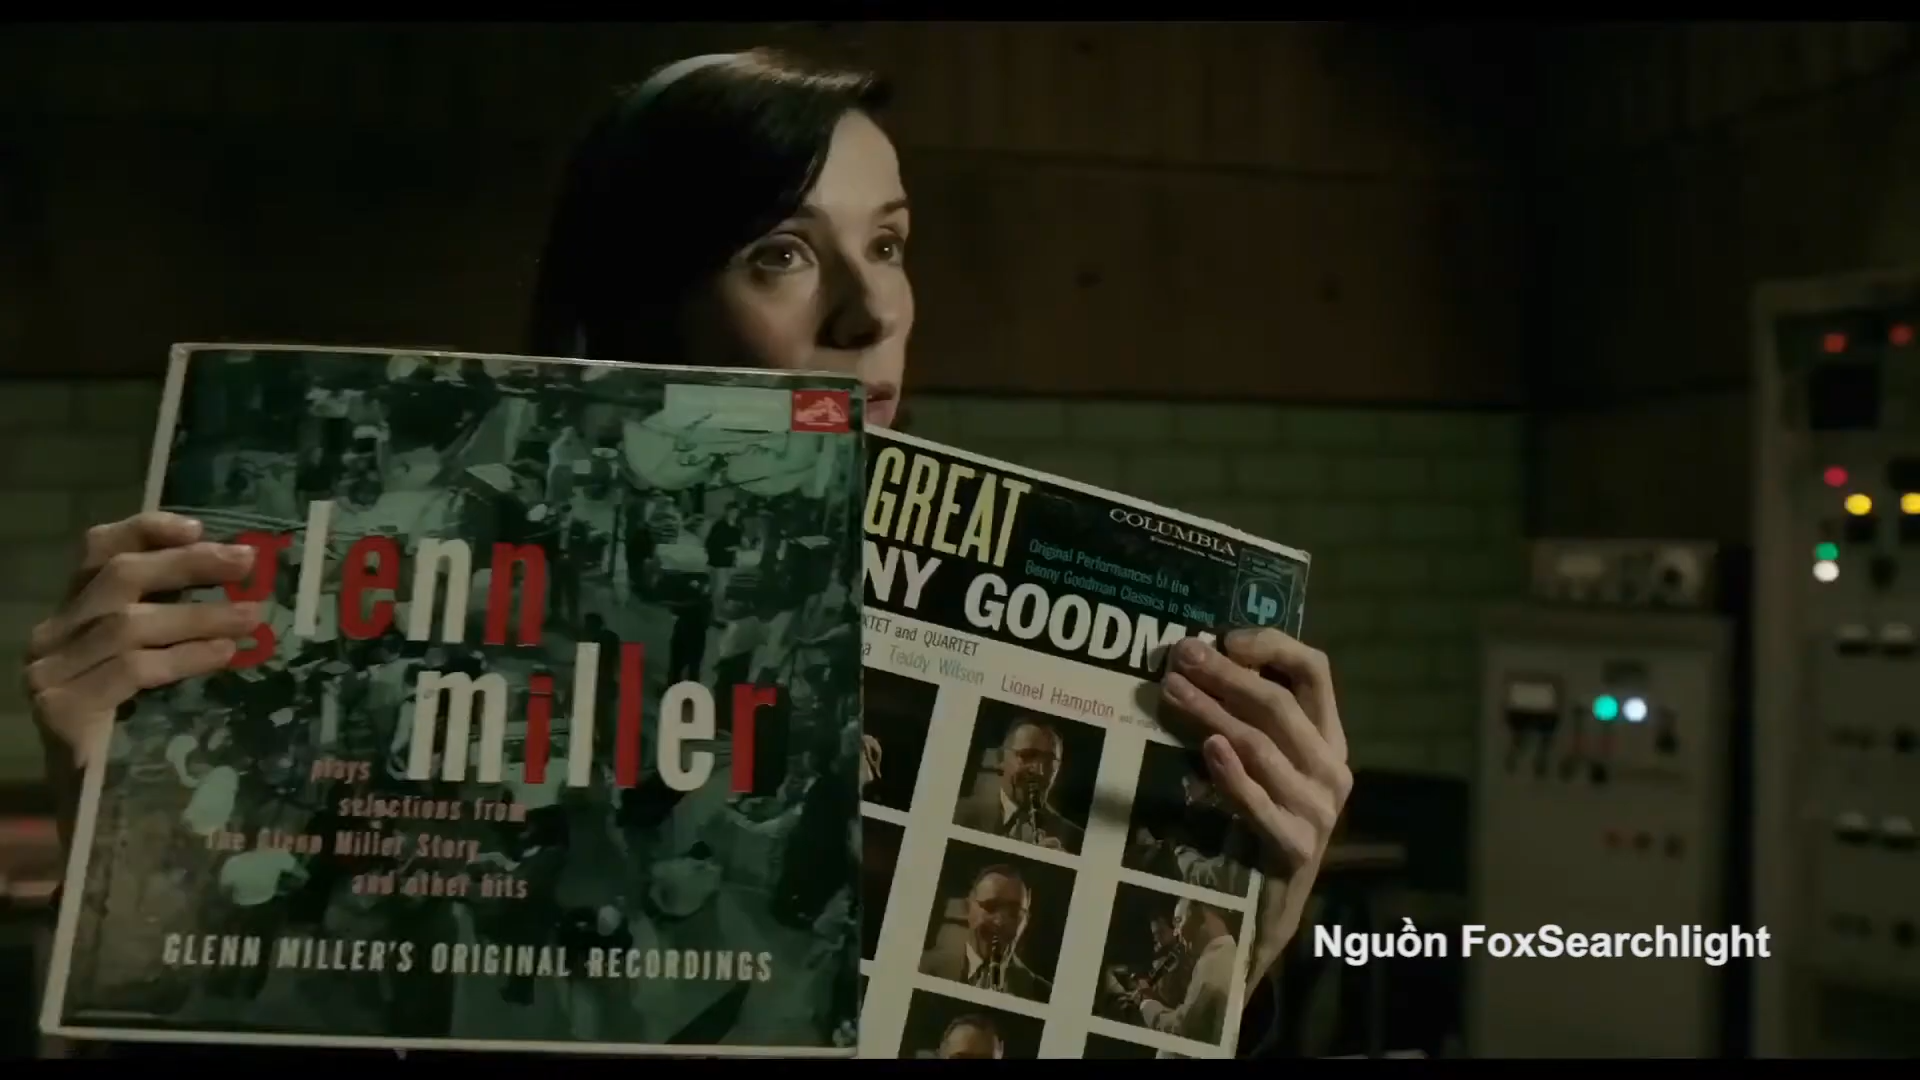 glenn
miller
plays
selections from
The Glenn Miller Story
and other hits
GLENN MILLER'S ORIGINAL RECORDINGS
GREAT
NY GOODMA
COLUMBIA
Original Performances of the
Benny Goodman Classics in Swing
Lp
TET and QUARTET
a Teddy Wilson Lionel Hampton
Nguồn FoxSearchlight